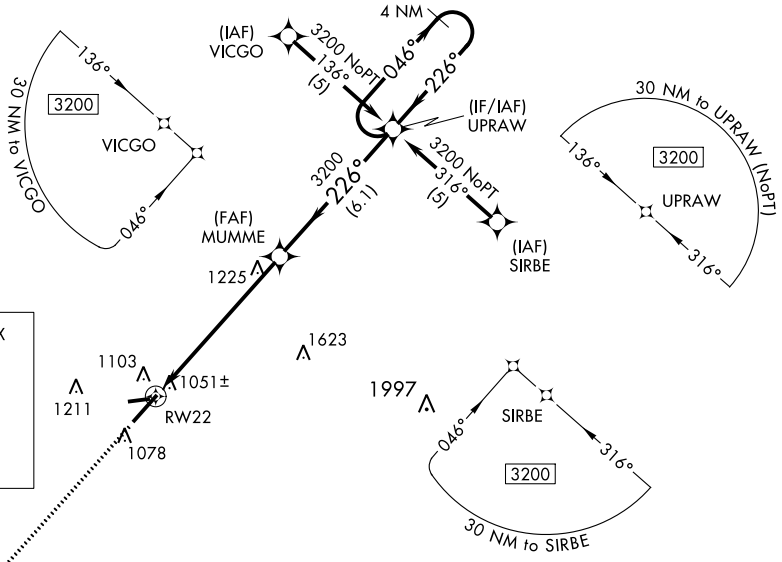 4 NM
(IAF)
VICGO
3200 NoPT
136°
(5)
046°
226°
(IF/IAF)
UPRAW
136°
3200
VICGO
30 NM to VICGO
046°
30 NM to UPRAW (NoPT)
136°
3200
UPRAW
316°
3200
226°
(6.1)
3200 NoPT
316°
(5)
(FAF)
MUMME
(IAF)
SIRBE
1225
X
1623
1103
1051±
1211
RW22
1997
1078
SIRBE
046°
316°
3200
30 NM to SIRBE